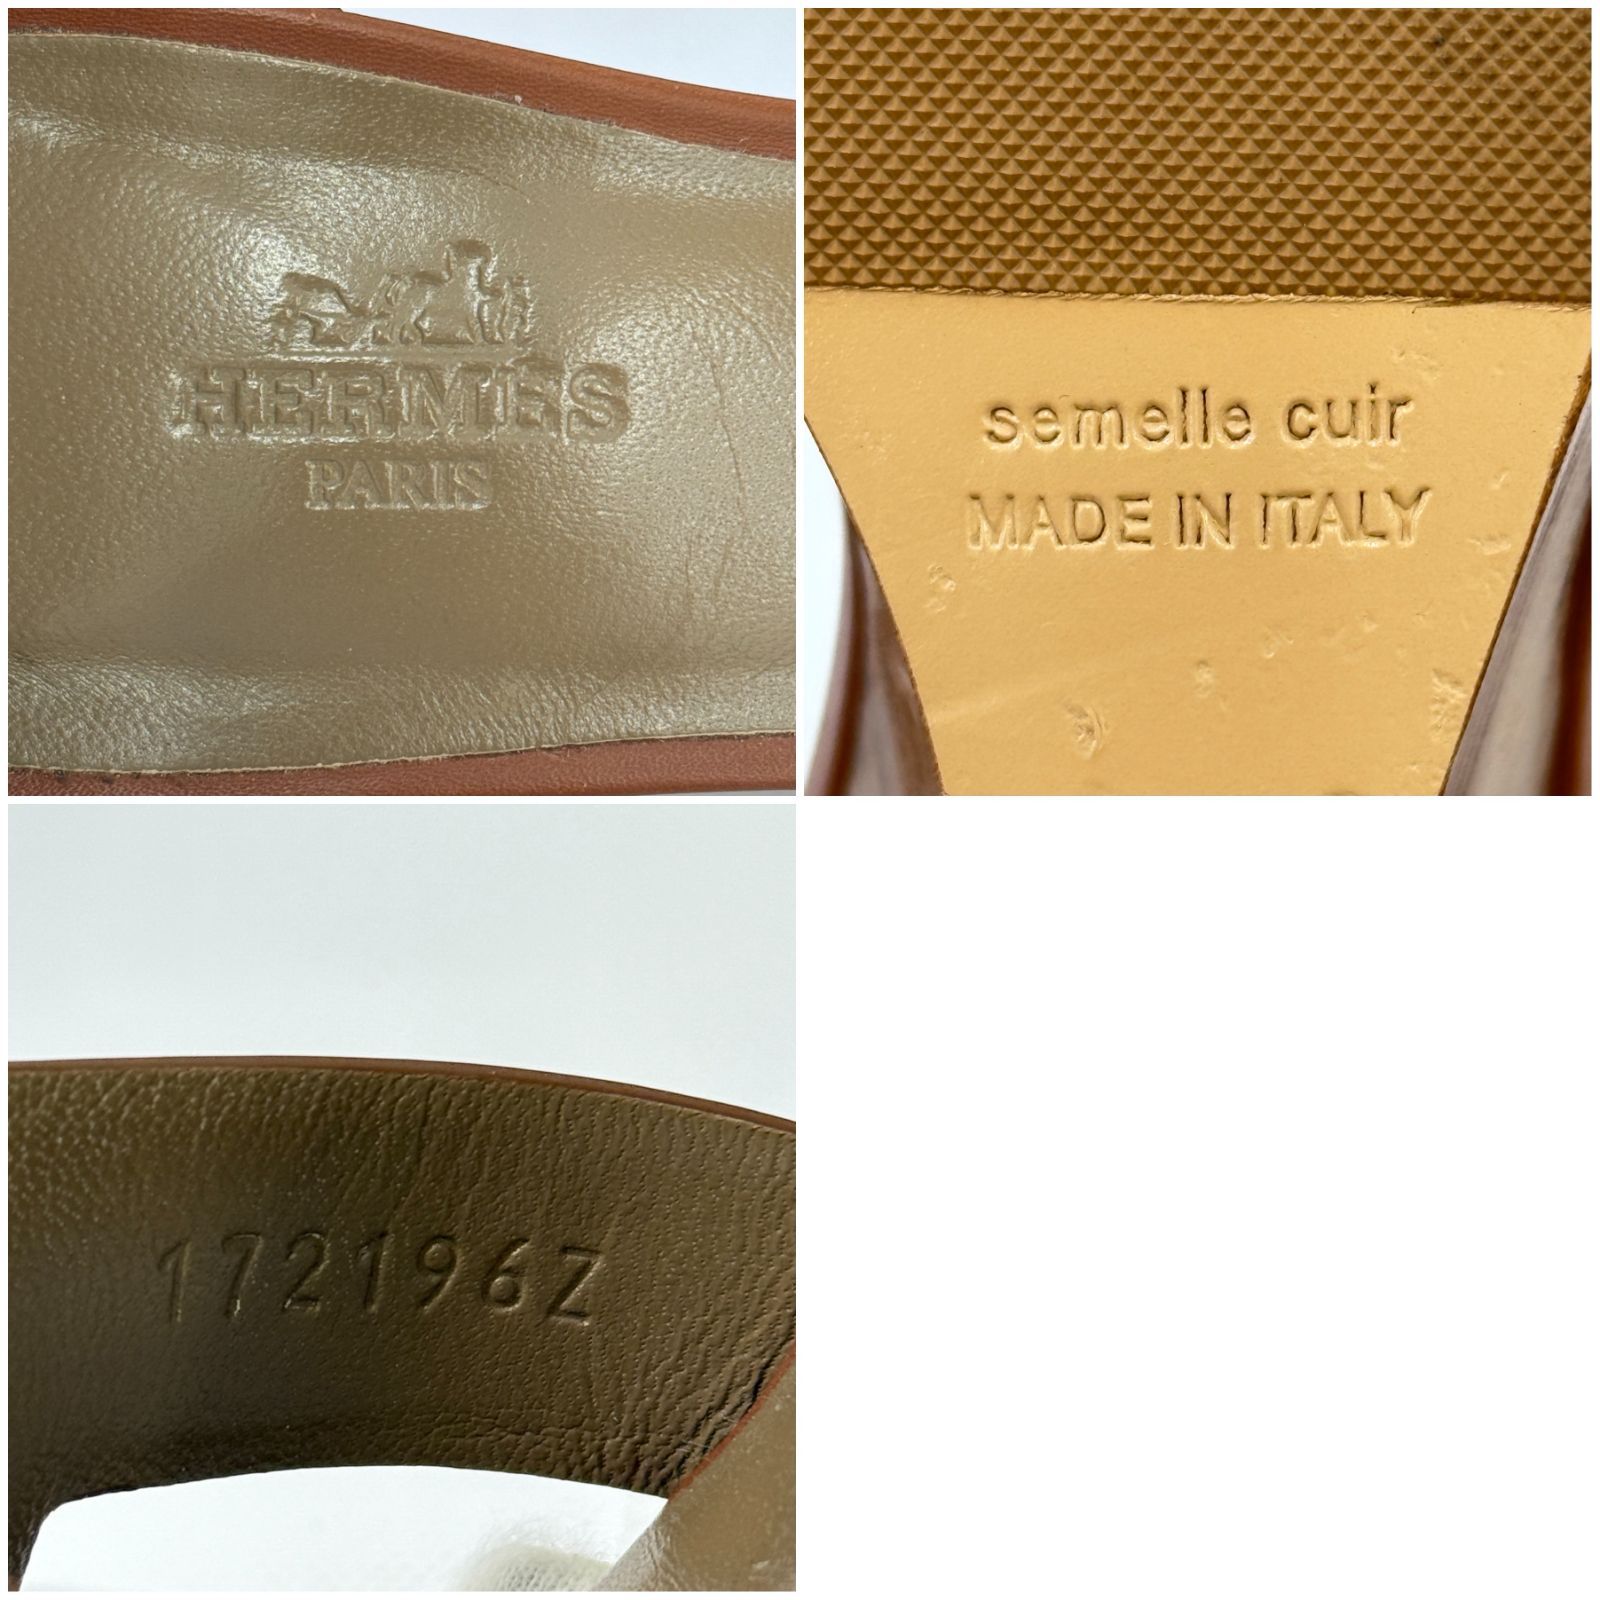 HERMES
PARIS
semelle cuir
MADE IN ITALY
172196Z